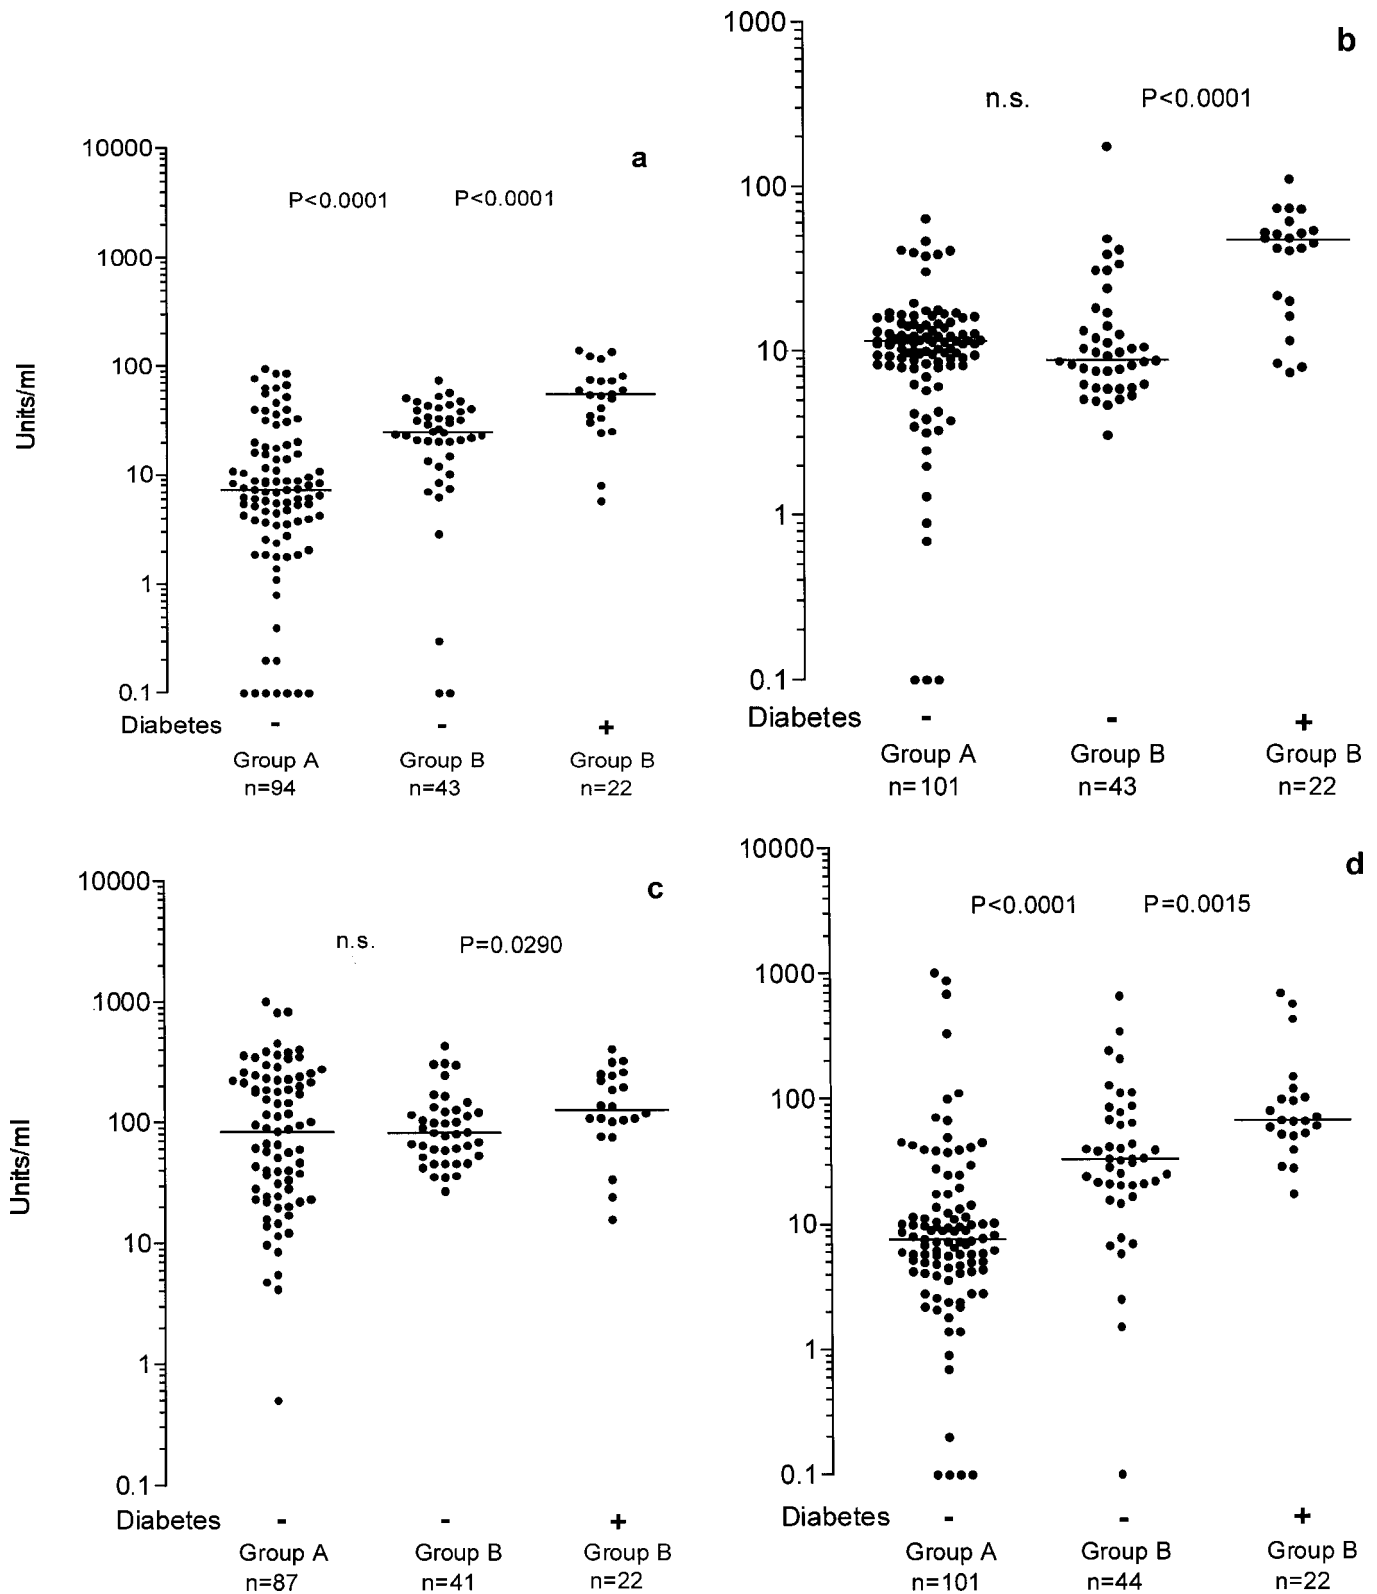 a
10000
1000
100
10
1
0.1
Units/ml
P<0.0001 P<0.0001
Diabetes - - +
Group A Group B Group B
n=94 n=43 n=22
b
1000
100
10
1
0.1
n.s. P<0.0001
Diabetes - - +
Group A Group B Group B
n=101 n=43 n=22
c
10000
1000
100
10
1
0.1
Units/ml
n.s. P=0.0290
Diabetes - - +
Group A Group B Group B
n=87 n=41 n=22
d
10000
1000
100
10
1
0.1
P<0.0001 P=0.0015
Diabetes - - +
Group A Group B Group B
n=101 n=44 n=22